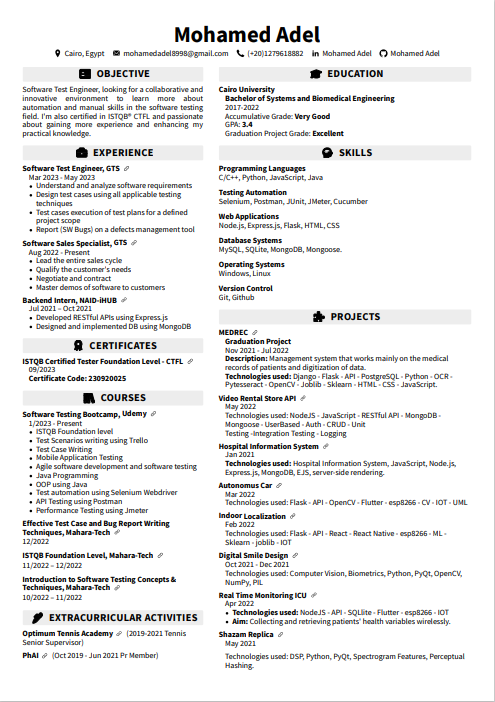 Mohamed Adel
Cairo, Egypt mohamedadel8998@gmail.com (+20)1279618882 Mohamed Adel Mohamed Adel
OBJECTIVE
Software Test Engineer, looking for a collaborative and
innovative environment to learn more about
automation and manual skills in the software testing
field. I'm also certified in ISTQB® CTFL and passionate
about gaining more experience and enhancing my
practical knowledge.
EXPERIENCE
Software Test Engineer, GTS
Mar 2023 - May 2023
• Understand and analyze software requirements
• Design test cases using all applicable testing
techniques
• Test cases execution of test plans for a defined
project scope
• Report (SW Bugs) on a defects management tool
Software Sales Specialist, GTS
Aug 2022 - Present
• Lead the entire sales cycle
• Qualify the customer's needs
• Negotiate and contract
• Master demos of software to customers
Backend Intern, NAID-iHUB
Jul 2021 – Oct 2021
• Developed RESTful APIs using Express.js
• Designed and implemented DB using MongoDB
CERTIFICATES
ISTQB Certified Tester Foundation Level - CTFL
09/2023
Certificate Code: 230920025
COURSES
Software Testing Bootcamp, Udemy
1/2023 - Present
• ISTQB Foundation level
• Test Scenarios writing using Trello
• Test Case Writing
• Mobile Application Testing
• Agile software development and software testing
• Java Programming
• OOP using Java
• Test automation using Selenium Webdriver
• API Testing using Postman
• Performance Testing using Jmeter
Effective Test Case and Bug Report Writing
Techniques, Mahara-Tech
12/2022
ISTQB Foundation Level, Mahara-Tech
11/2022 – 12/2022
Introduction to Software Testing Concepts &
Techniques, Mahara-Tech
10/2022 – 11/2022
EXTRACURRICULAR ACTIVITIES
Optimum Tennis Academy (2019-2021 Tennis
Senior Supervisor)
PhAI (Oct 2019 - Jun 2021 Pr Member)
EDUCATION
Cairo University
Bachelor of Systems and Biomedical Engineering
2017-2022
Accumulative Grade: Very Good
GPA: 3.4
Graduation Project Grade: Excellent
SKILLS
Programming Languages
C/C++, Python, JavaScript, Java
Testing Automation
Selenium, Postman, JUnit, JMeter, Cucumber
Web Applications
Node.js, Express.js, Flask, HTML, CSS
Database Systems
MySQL, SQLite, MongoDB, Mongoose.
Operating Systems
Windows, Linux
Version Control
Git, Github
PROJECTS
MEDREC
Graduation Project
Nov 2021 - Jul 2022
Description: Management system that works mainly on the medical
records of patients and digitization of data.
Technologies used: Django - Flask - API - PostgreSQL - Python - OCR -
Pytesseract - OpenCV - Joblib - Sklearn - HTML - CSS - JavaScript.
Video Rental Store API
May 2022
Technologies used: NodeJS - JavaScript - RESTful API - MongoDB -
Mongoose - UserBased - Auth - CRUD - Unit
Testing -Integration Testing - Logging
Hospital Information System
Jan 2021
Technologies used: Hospital Information System, JavaScript, Node.js,
Express.js, MongoDB, EJS, server-side rendering.
Autonomus Car
Mar 2022
Technologies used: Flask - API - OpenCV - Flutter - esp8266 - CV - IOT - UML
Indoor Localization
Feb 2022
Technologies used: Flask - API - React - React Native - esp8266 - ML -
Sklearn - joblib - IOT
Digital Smile Design
Oct 2021 - Dec 2021
Technologies used: Computer Vision, Biometrics, Python, PyQt, OpenCV,
NumPy, PIL
Real Time Monitoring ICU
Apr 2022
• Technologies used: NodeJS - API - SQLlite - Flutter - esp8266 - IOT
• Aim: Collecting and retrieving patients' health variables wirelessly.
Shazam Replica
May 2021
Technologies used: DSP, Python, PyQt, Spectrogram Features, Perceptual
Hashing.